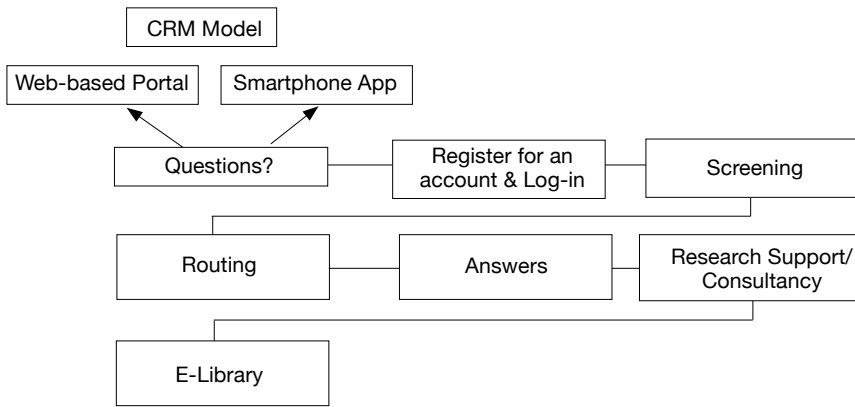 CRM Model
Web-based Portal
Smartphone App
Questions?
Register for an
account & Log-in
Screening
Routing
Answers
Research Support/
Consultancy
E-Library